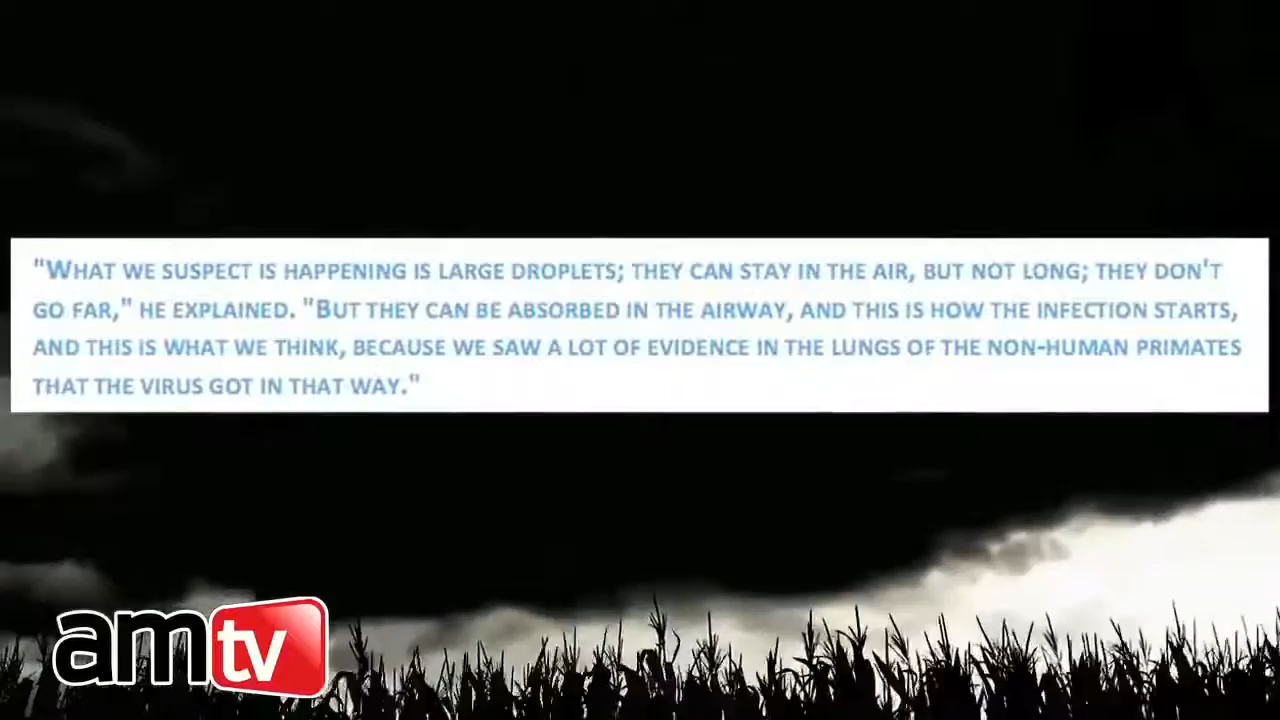 "WHAT WE SUSPECT IS HAPPENING IS LARGE DROPLETS; THEY CAN STAY IN THE AIR, BUT NOT LONG; THEY DON'T
GO FAR," HE EXPLAINED. "BUT THEY CAN BE ABSORBED IN THE AIRWAY, AND THIS IS HOW THE INFECTION STARTS,
AND THIS IS WHAT WE THINK, BECAUSE WE SAW A LOT OF EVIDENCE IN THE LUNGS OF THE NON-HUMAN PRIMATES
THAT THE VIRUS GOT IN THAT WAY."
amtv